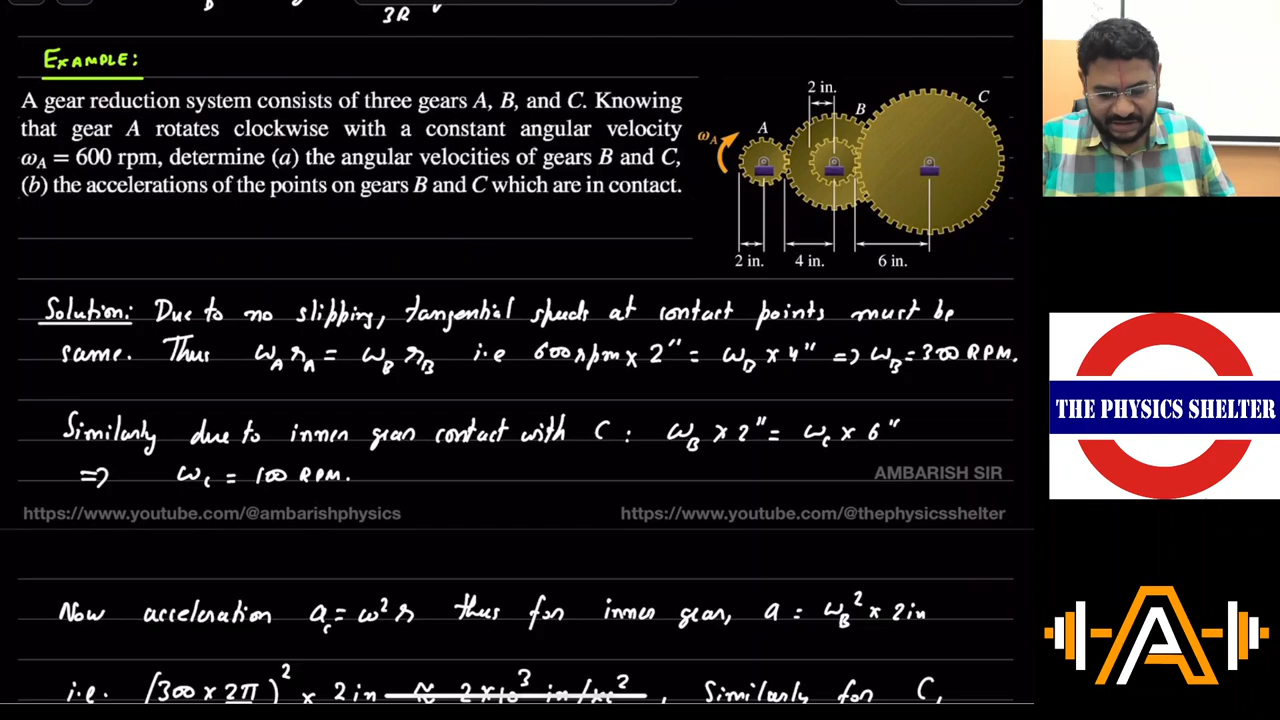 3R
EXAMPLE:
A gear reduction system consists of three gears A, B, and C. Knowing
that gear A rotates clockwise with a constant angular velocity
ωA = 600 rpm, determine (a) the angular velocities of gears B and C,
(b) the accelerations of the points on gears B and C which are in contact.
2 in.
A
B
C
ωA
2 in.
4 in.
6 in.
Solution: Due to no slipping, tangential speeds at contact points must be
same. Thus ωA rA = ωB rB i.e 600 rpm × 2" = ωB × 4" => ωB = 300 RPM.
Similarly due to inner gear contact with C : ωB × 2" = ωC × 6"
=> ωC = 100 RPM.
AMBARISH SIR
https://www.youtube.com/@ambarishphysics
https://www.youtube.com/@thephysicsshelter
Now acceleration ac = ω² r thus for inner gear, a = ωB² × 2in
i.e. (300 × 2π)² × 2 in ≈ 2 × 10³ in/sec², Similarly for C,
THE PHYSICS SHELTER
A